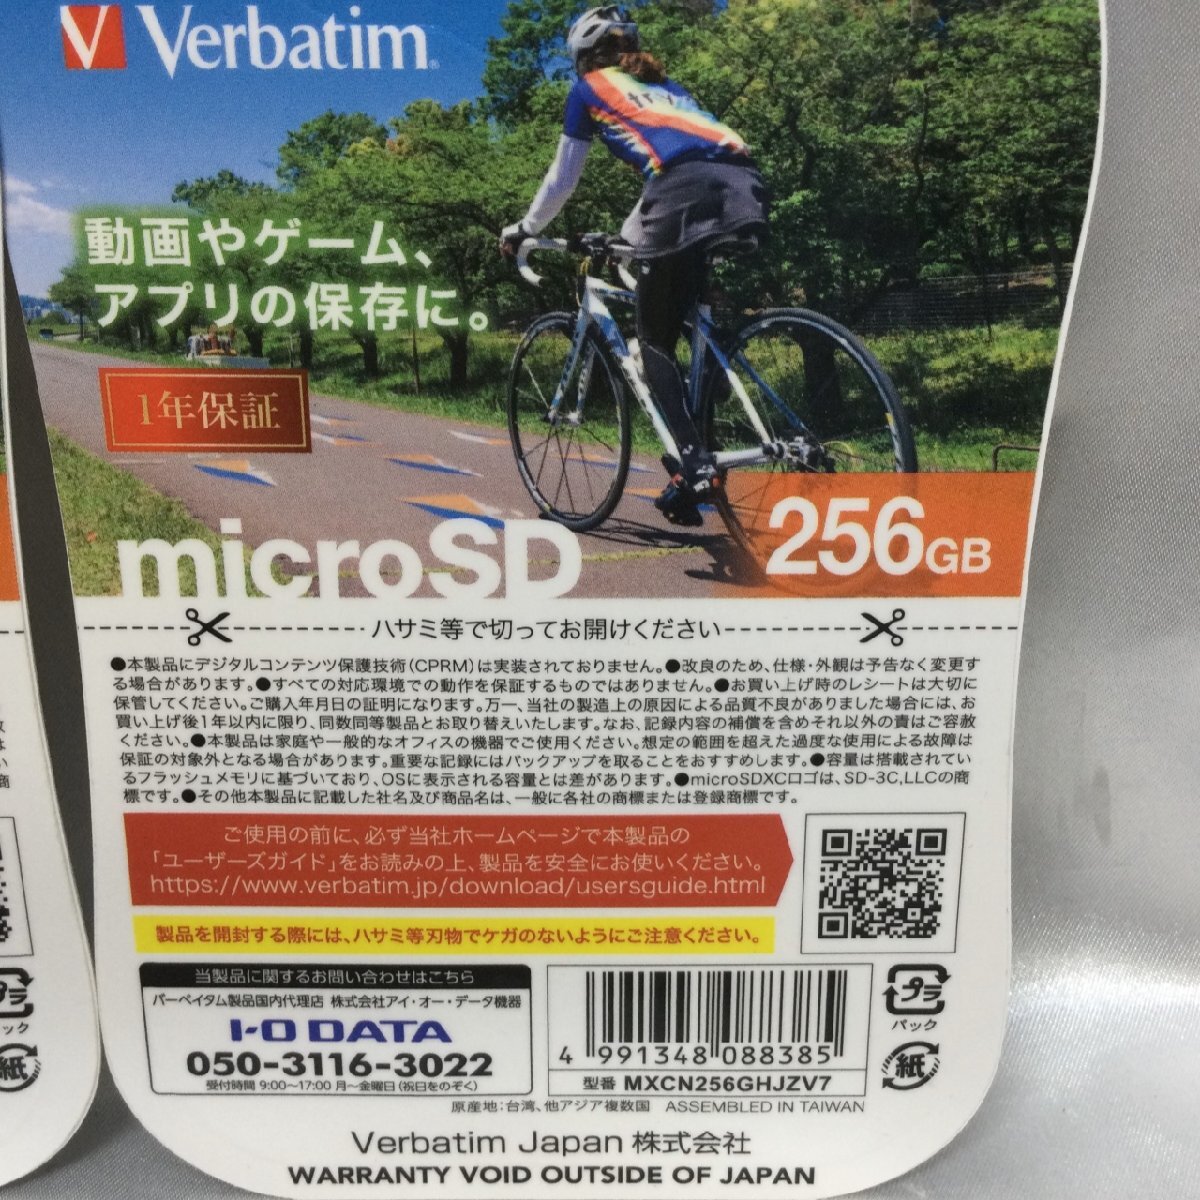 Verbatim
動画やゲーム、
アプリの保存に。
1年保証
microSD
256GB
ハサミ等で切ってお開けください
●本製品にデジタルコンテンツ保護技術(CPRM)は実装されておりません。●改良のため、仕様・外観は予告なく変更す
る場合があります。●すべての対応環境での動作を保証するものではありません。●お買い上げ時のレシートは大切に
保管してください。ご購入年月日の証明になります。万一、当社の製造上の原因による品質不良がありました場合には、お
買い上げ後1年以内に限り、同数同等製品とお取り替えいたします。なお、記録内容の補償を含めそれ以外の責はご容赦
ください。●本製品は家庭や一般的なオフィスの機器でご使用ください。想定の範囲を超えた過度な使用による故障は
保証の対象外となる場合があります。重要な記録にはバックアップを取ることをおすすめします。●容量は搭載されてい
るフラッシュメモリに基づいており、OSに表示される容量とは差があります。●microSDXCロゴは、SD-3C,LLCの商
標です。●その他本製品に記載した社名及び商品名は、一般に各社の商標または登録商標です。
ご使用の前に、必ず当社ホームページで本製品の
「ユーザーズガイド」をお読みの上、製品を安全にお使いください。
https://www.verbatim.jp/download/usersguide.html
製品を開封する際には、ハサミ等刃物でケガのないようにご注意ください。
当製品に関するお問い合わせはこちら
バーベイタム製品国内代理店 株式会社アイ・オー・データ機器
I-O DATA
050-3116-3022
受付時間 9:00〜17:00 月〜金曜日(祝日をのぞく)
4 991348 088385
型番 MXCN256GHJZV7
プラ
パック
紙
原産地:台湾、他アジア複数国 ASSEMBLED IN TAIWAN
Verbatim Japan 株式会社
WARRANTY VOID OUTSIDE OF JAPAN